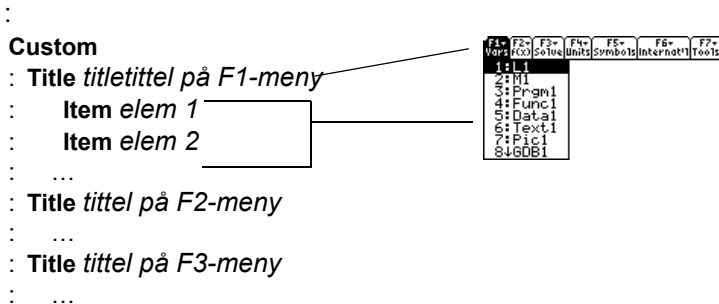 :
Custom
: Title titletittel på F1-meny
: Item elem 1
: Item elem 2
: ...
: Title tittel på F2-meny
: ...
: Title tittel på F3-meny
: ...
F1▾ F2▾ F3▾ F4▾ F5▾ F6▾ F7▾
Vars f(x) Solve Units Symbols Internat'l Tools
1:L1
2:M1
3:Prgm1
4:Func1
5:Data1
6:Text1
7:Pic1
8↓GDB1